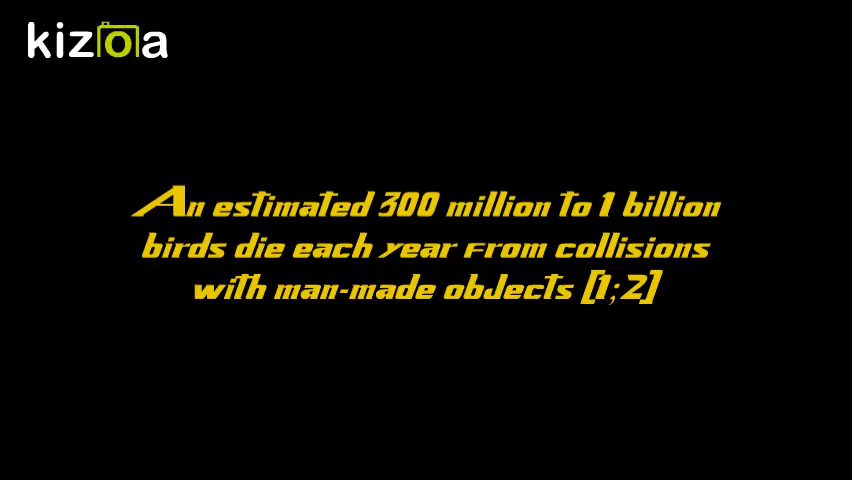 kizoa
An estimated 300 million to 1 billion
birds die each year from collisions
with man-made objects [1;2]